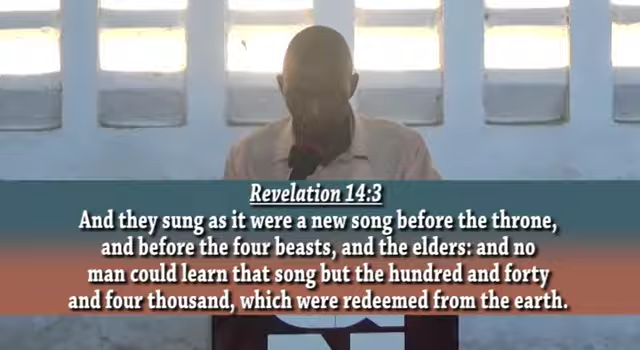 Revelation 14:3
And they sung as it were a new song before the throne,
and before the four beasts, and the elders: and no
man could learn that song but the hundred and forty
and four thousand, which were redeemed from the earth.